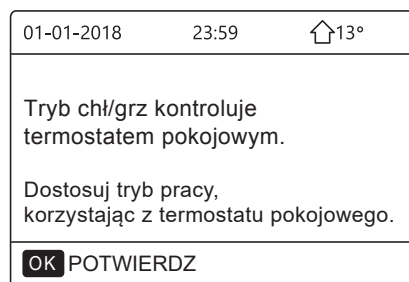 01-01-2018 23:59 13°
Tryb chł/grz kontroluje
termostatem pokojowym.
Dostosuj tryb pracy,
korzystając z termostatu pokojowego.
OK POTWIERDZ